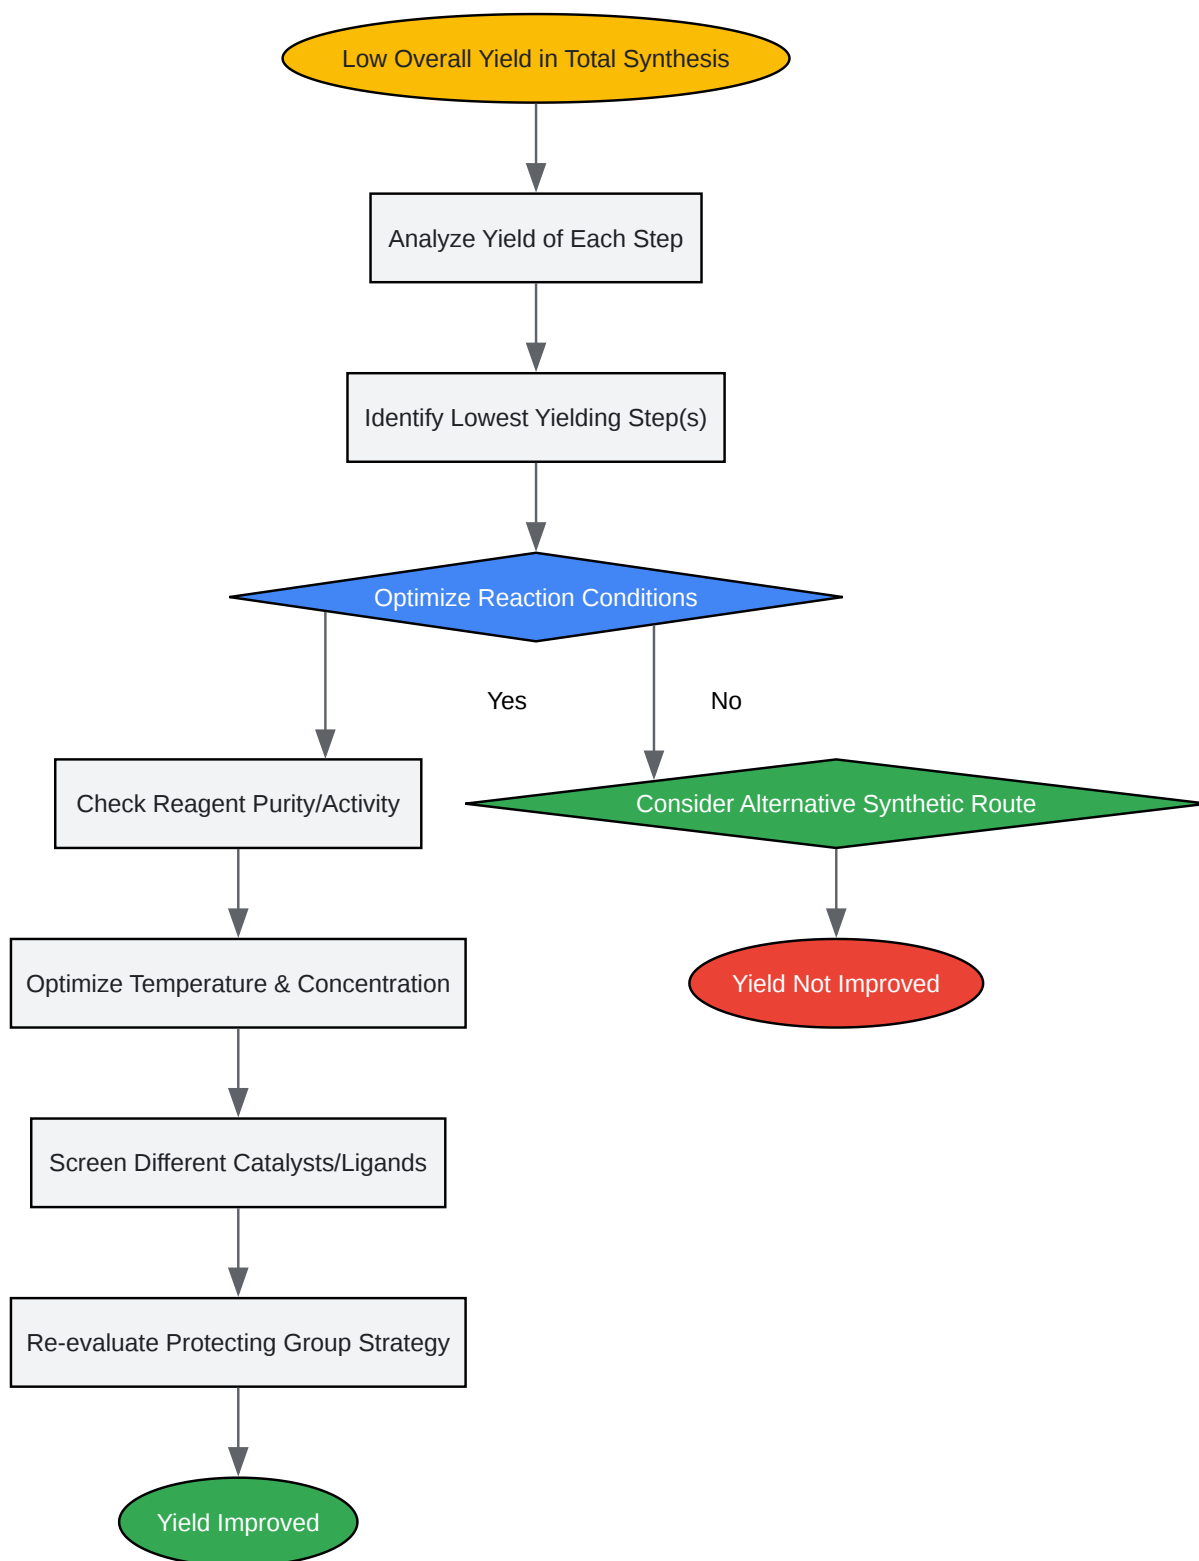 Low Overall Yield in Total Synthesis
Analyze Yield of Each Step
Identify Lowest Yielding Step(s)
Optimize Reaction Conditions
Yes
No
Check Reagent Purity/Activity
Consider Alternative Synthetic Route
Optimize Temperature & Concentration
Yield Not Improved
Screen Different Catalysts/Ligands
Re-evaluate Protecting Group Strategy
Yield Improved